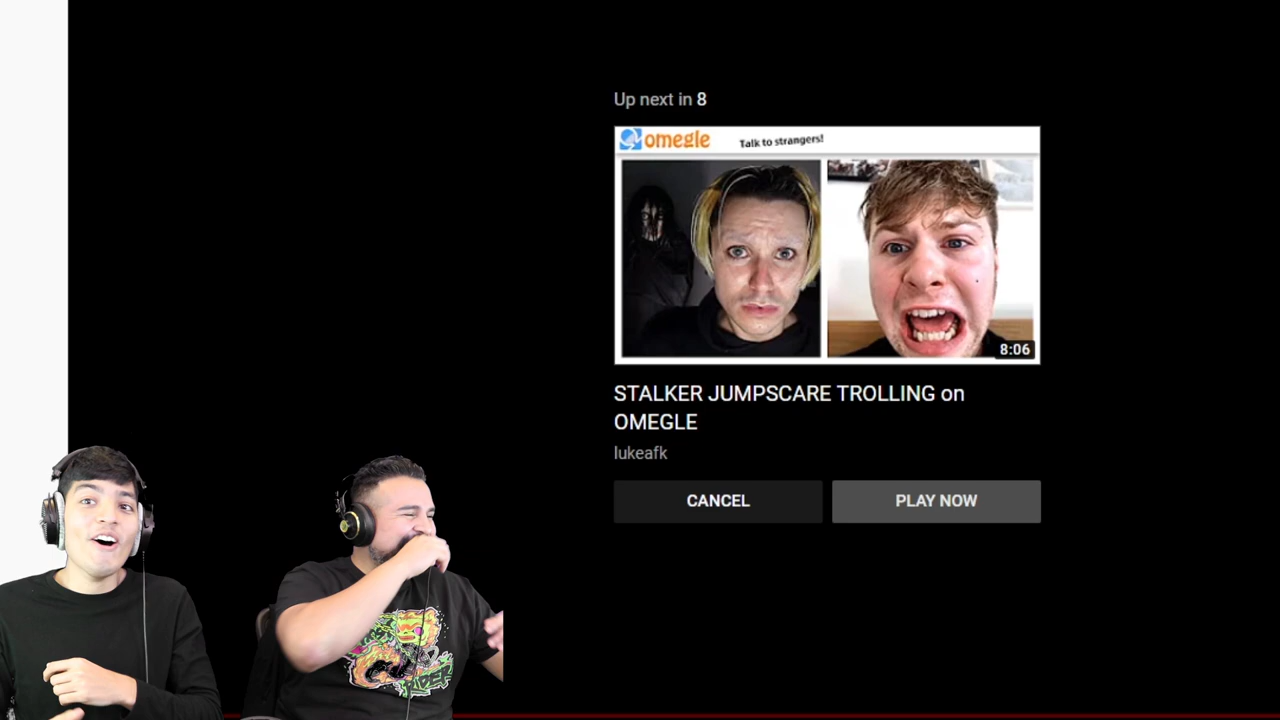 Up next in 8
omegle Talk to strangers!
8:06
STALKER JUMPSCARE TROLLING on
OMEGLE
lukeafk
CANCEL PLAY NOW